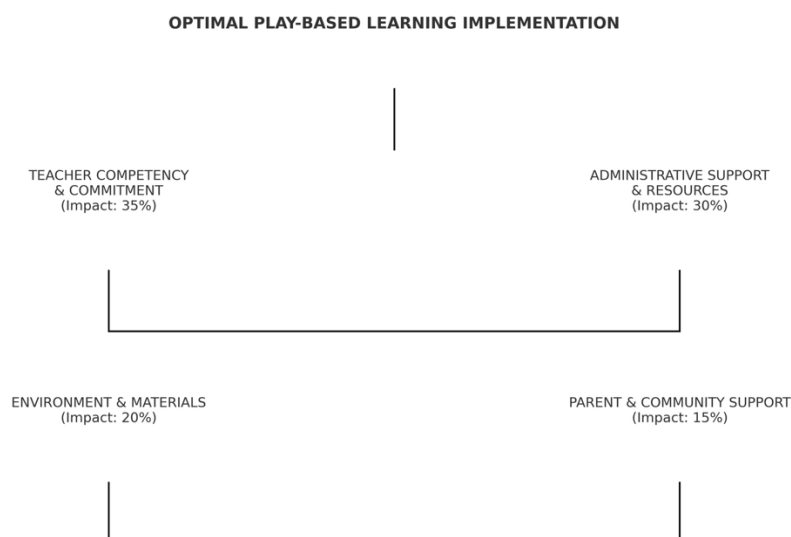 OPTIMAL PLAY-BASED LEARNING IMPLEMENTATION
TEACHER COMPETENCY
& COMMITMENT
(Impact: 35%)
ADMINISTRATIVE SUPPORT
& RESOURCES
(Impact: 30%)
ENVIRONMENT & MATERIALS
(Impact: 20%)
PARENT & COMMUNITY SUPPORT
(Impact: 15%)